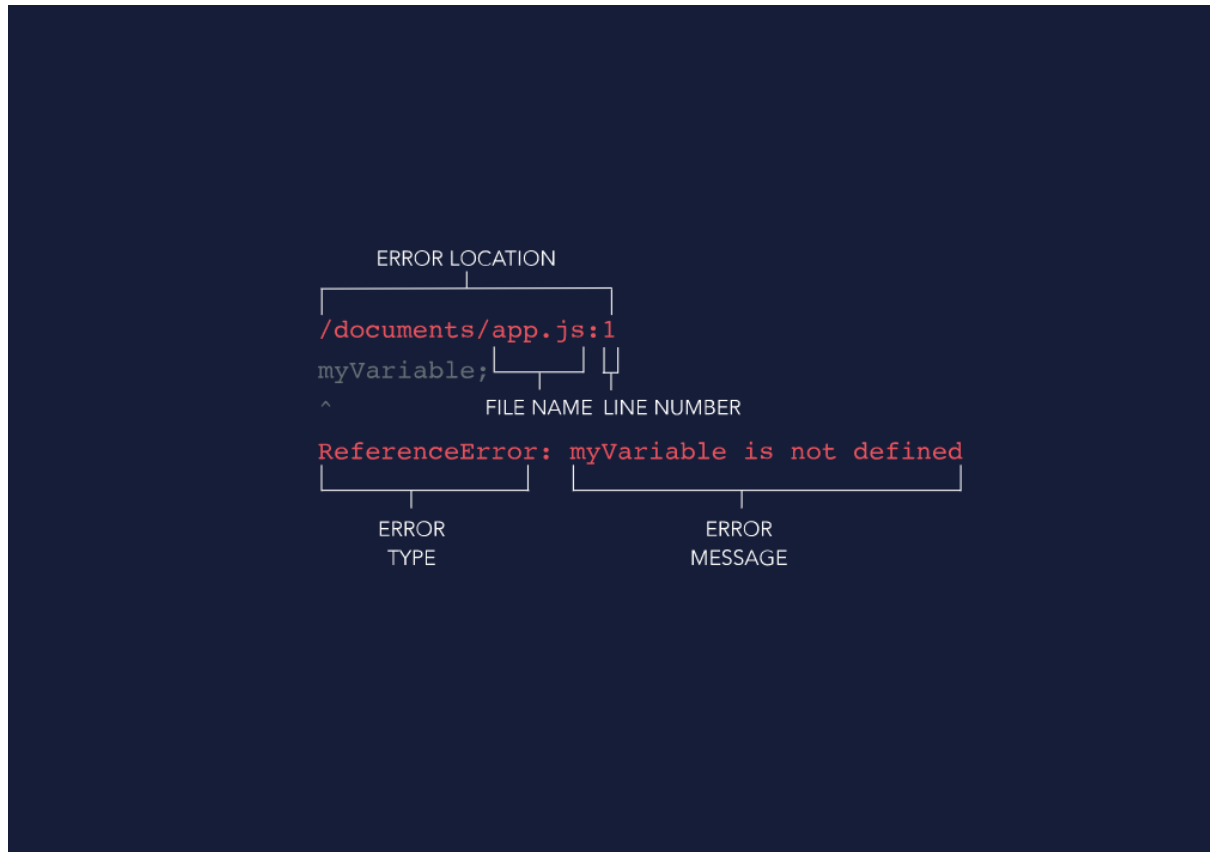 ERROR LOCATION
/documents/app.js:1
myVariable;
^
FILE NAME LINE NUMBER
ReferenceError: myVariable is not defined
ERROR TYPE
ERROR MESSAGE